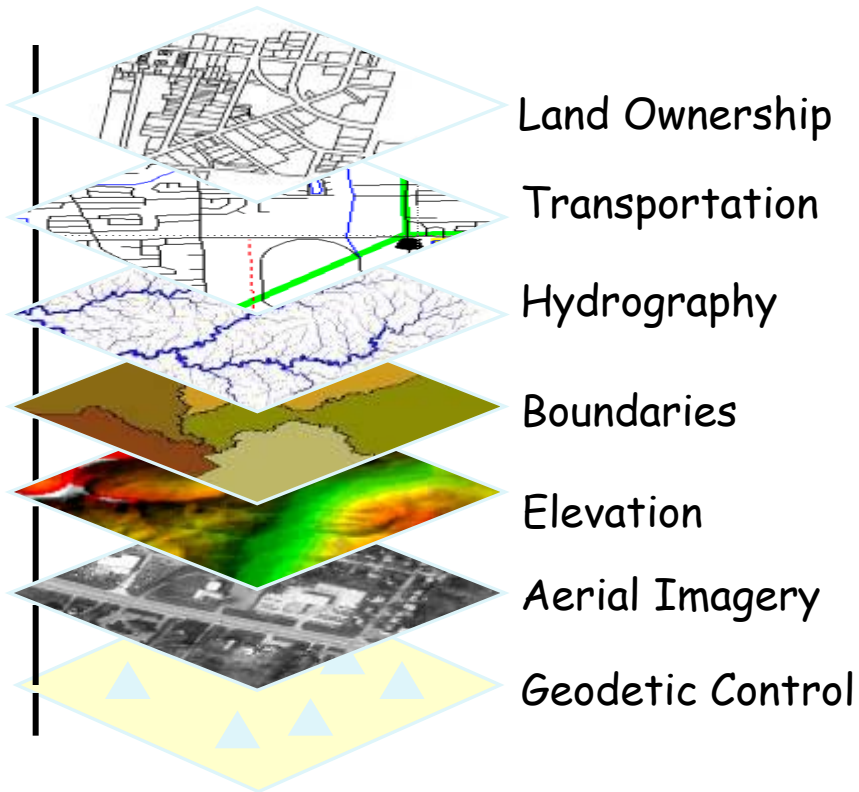 Land Ownership
Transportation
Hydrography
Boundaries
Elevation
Aerial Imagery
Geodetic Control